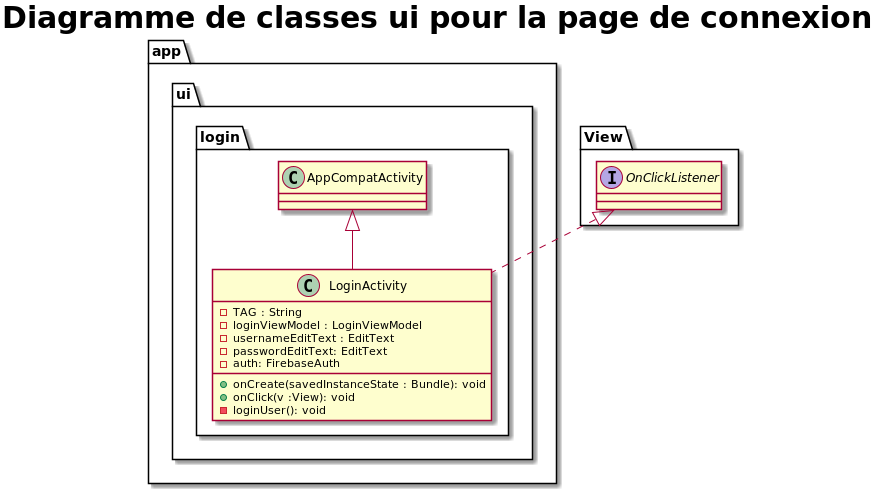 Diagramme de classes ui pour la page de connexion
app
ui
login
View
C AppCompatActivity
I OnClickListener
C LoginActivity
TAG : String
loginViewModel : LoginViewModel
usernameEditText : EditText
passwordEditText: EditText
auth: FirebaseAuth
onCreate(savedInstanceState : Bundle): void
onClick(v :View): void
loginUser(): void